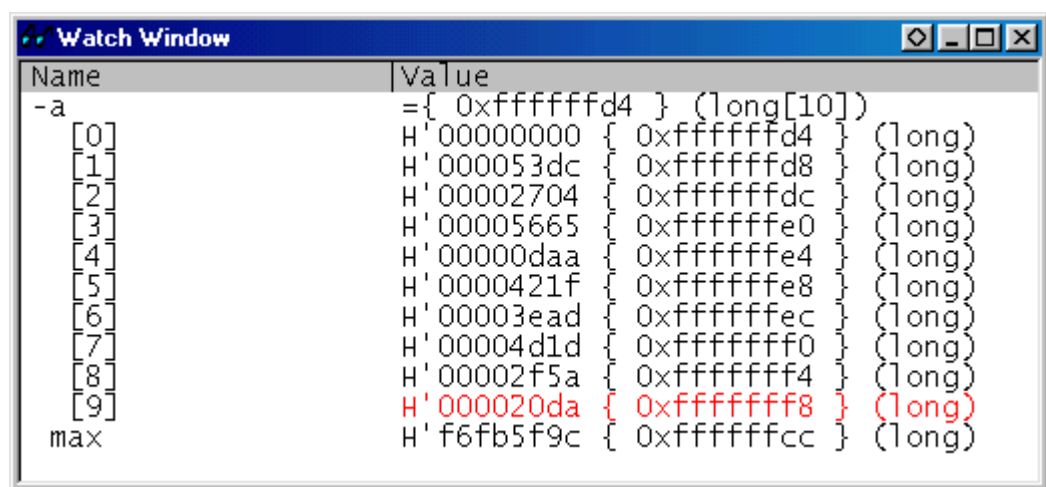 Watch Window
Name Value
-a ={ 0xffffffd4 } (long[10])
[0] H'00000000 { 0xffffffd4 } (long)
[1] H'000053dc { 0xffffffd8 } (long)
[2] H'00002704 { 0xffffffdc } (long)
[3] H'00005665 { 0xffffffe0 } (long)
[4] H'00000daa { 0xffffffe4 } (long)
[5] H'0000421f { 0xffffffe8 } (long)
[6] H'00003ead { 0xffffffec } (long)
[7] H'00004d1d { 0xfffffff0 } (long)
[8] H'00002f5a { 0xfffffff4 } (long)
[9] H'000020da { 0xfffffff8 } (long)
max H'f6fb5f9c { 0xffffffcc } (long)